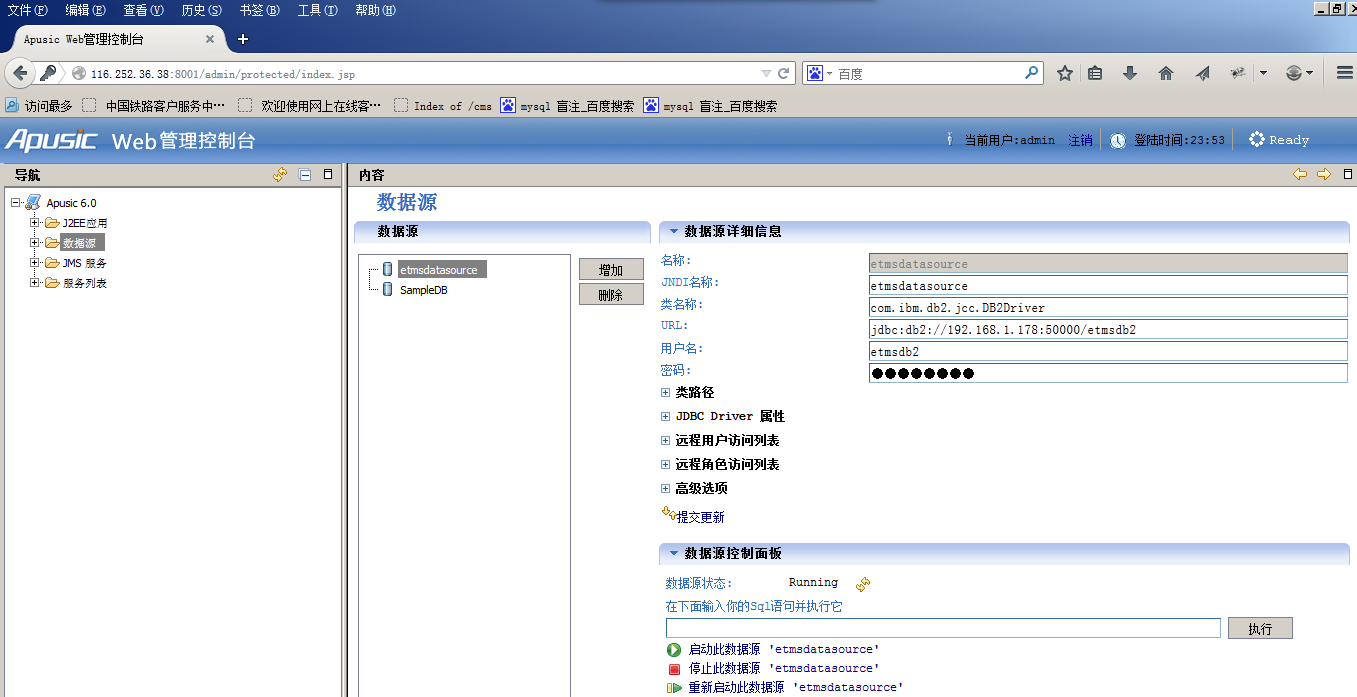 文件(F) 编辑(E) 查看(V) 历史(S) 书签(B) 工具(T) 帮助(H)
Apusic Web管理控制台
116.252.36.38:8001/admin/protected/index.jsp
百度
访问最多 中国铁路客户服务中… 欢迎使用网上在线客… Index of /cms mysql 盲注_百度搜索 mysql 盲注_百度搜索
Apusic Web管理控制台
当前用户:admin 注销 登陆时间:23:53 Ready
导航
Apusic 6.0
J2EE应用
数据源
JMS 服务
服务列表
内容
数据源
数据源
etmsdatasource
SampleDB
增加
删除
数据源详细信息
名称: etmsdatasource
JNDI名称: etmsdatasource
类名称: com.ibm.db2.jcc.DB2Driver
URL: jdbc:db2://192.168.1.178:50000/etmsdb2
用户名: etmsdb2
密码: ●●●●●●●●
类路径
JDBC Driver 属性
远程用户访问列表
远程角色访问列表
高级选项
提交更新
数据源控制面板
数据源状态: Running
在下面输入你的Sql语句并执行它
执行
启动此数据源 'etmsdatasource'
停止此数据源 'etmsdatasource'
重新启动此数据源 'etmsdatasource'